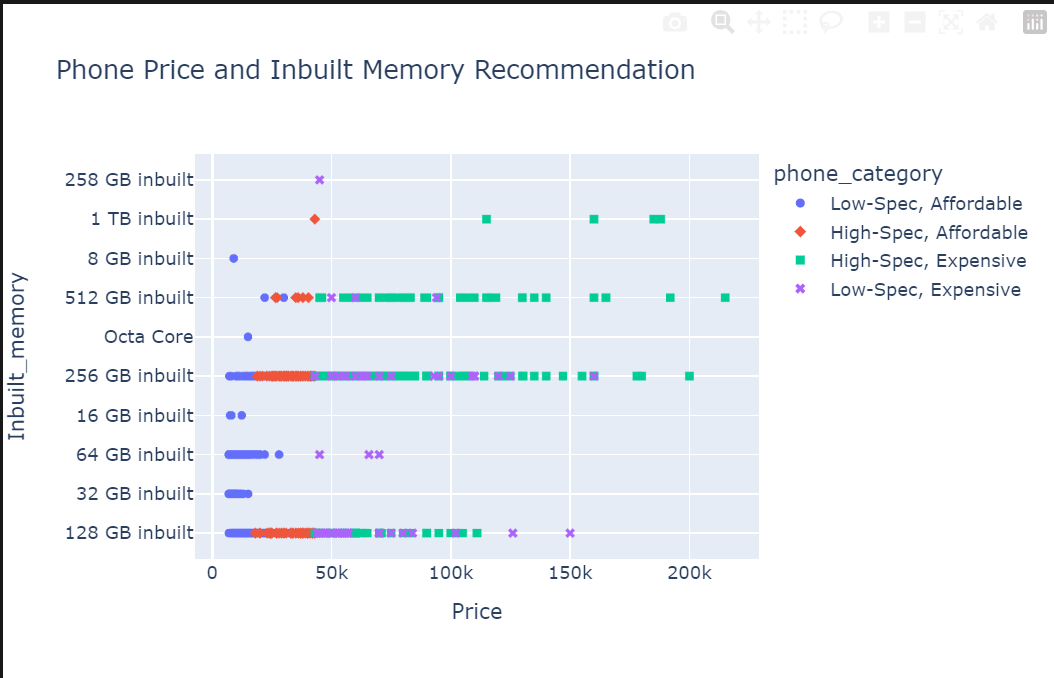 Phone Price and Inbuilt Memory Recommendation
258 GB inbuilt
1 TB inbuilt
8 GB inbuilt
512 GB inbuilt
Octa Core
256 GB inbuilt
16 GB inbuilt
64 GB inbuilt
32 GB inbuilt
128 GB inbuilt
Inbuilt_memory
0 50k 100k 150k 200k
Price
phone_category
Low-Spec, Affordable
High-Spec, Affordable
High-Spec, Expensive
Low-Spec, Expensive